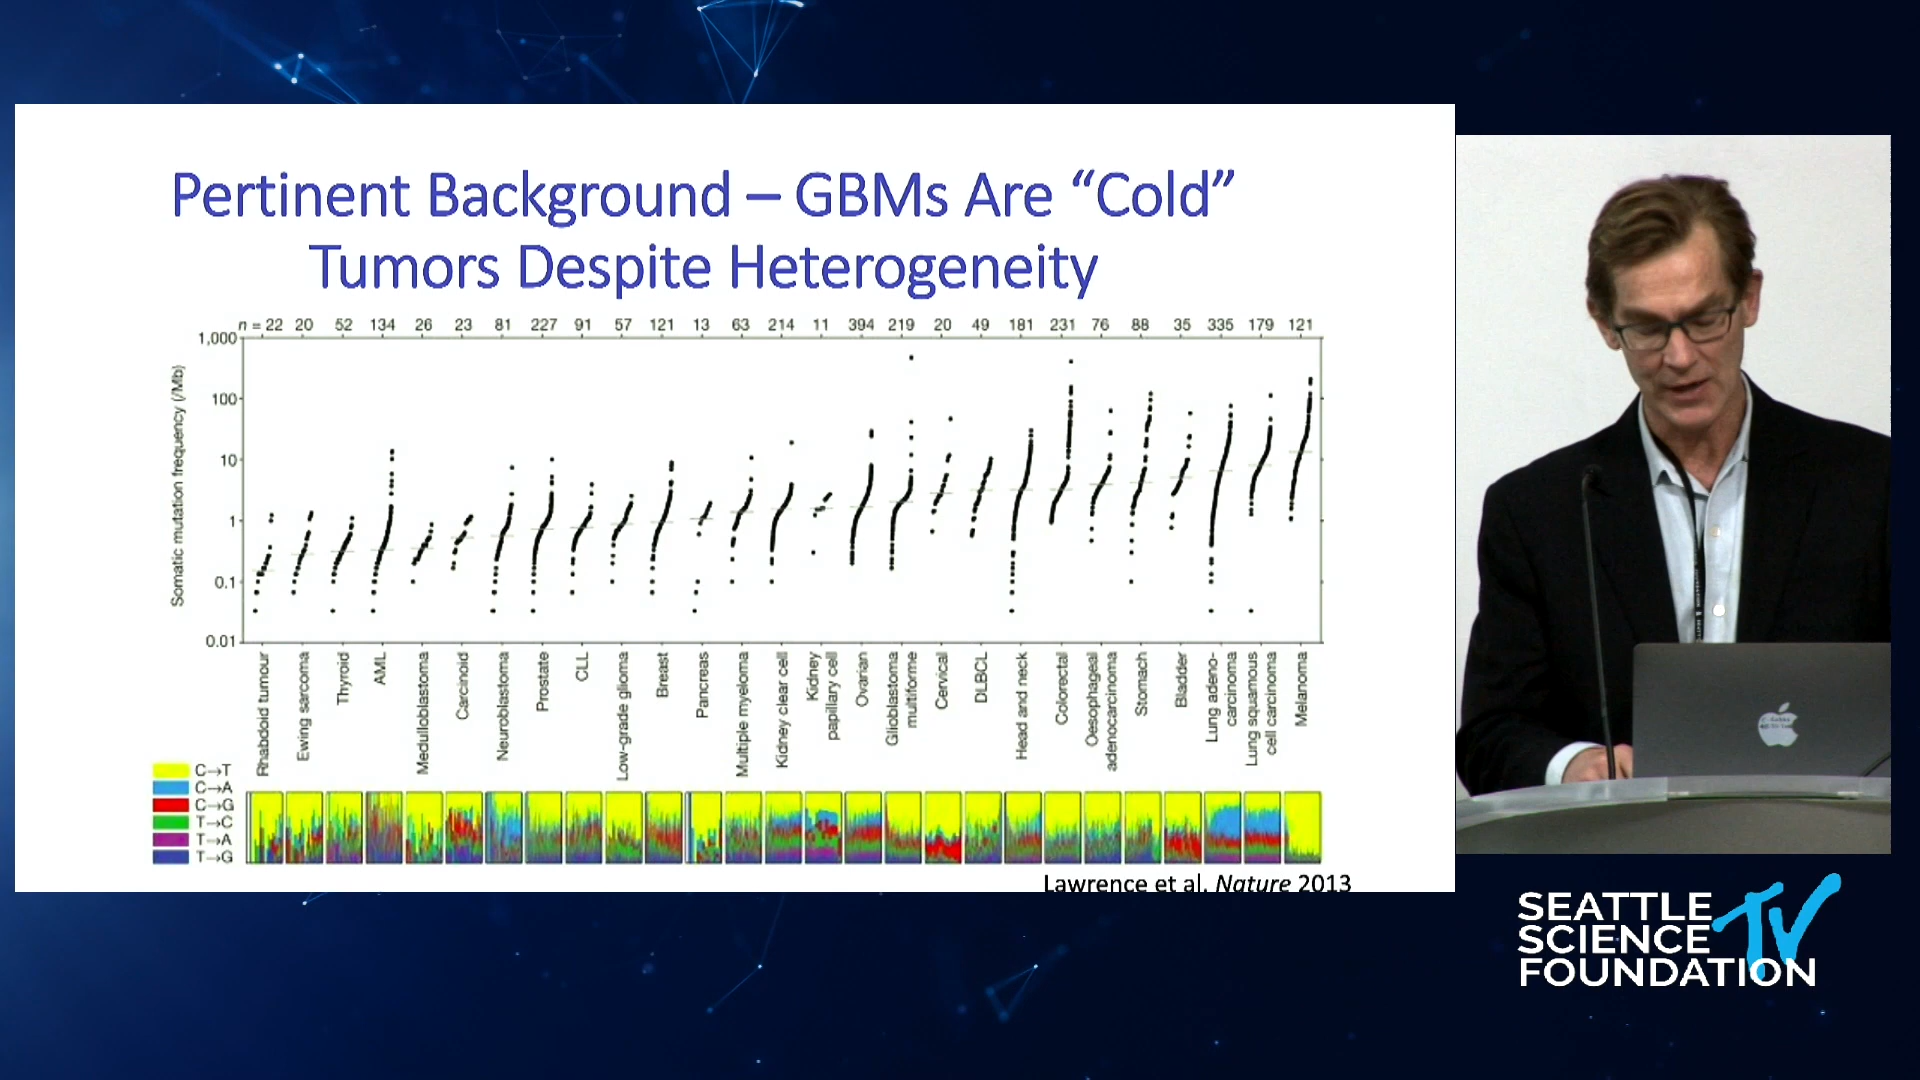 Pertinent Background – GBMs Are “Cold”
Tumors Despite Heterogeneity
n = 22 20 52 134 26 23 81 227 91 57 121 13 63 214 11 394 219 20 49 181 231 76 88 35 335 179 121
Somatic mutation frequency (/Mb)
1,000
100
10
1
0.1
0.01
Rhabdoid tumour
Ewing sarcoma
Thyroid
AML
Medulloblastoma
Carcinoid
Neuroblastoma
Prostate
CLL
Low-grade glioma
Breast
Pancreas
Multiple myeloma
Kidney clear cell
Kidney
papillary cell
Ovarian
Glioblastoma
multiforme
Cervical
DLBCL
Head and neck
Colorectal
Oesophageal
adenocarcinoma
Stomach
Bladder
Lung adeno-
carcinoma
Lung squamous
cell carcinoma
Melanoma
C→T
C→A
C→G
T→C
T→A
T→G
Lawrence et al. Nature 2013
SEATTLE
SCIENCE
FOUNDATION
TV